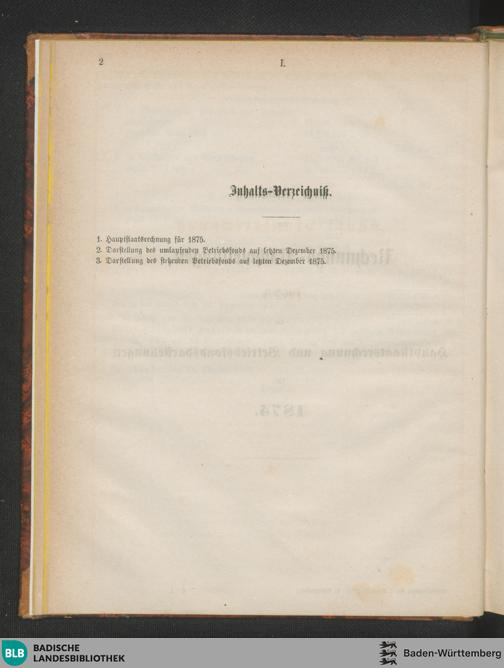 2
I.
Inhalts-Verzeichniß.
1. Hauptstaatsrechnung für 1875.
2. Darstellung des umlaufenden Betriebsfonds auf letzten Dezember 1875.
3. Darstellung des stehenden Betriebsfonds auf letzten Dezember 1875.
BLB
BADISCHE
LANDESBIBLIOTHEK
Baden-Württemberg